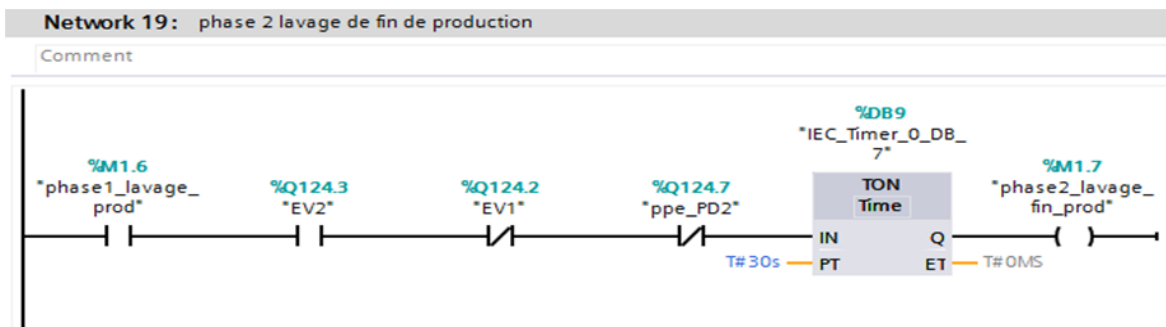 Network 19: phase 2 lavage de fin de production
Comment
%DB9
"IEC_Timer_0_DB_
7"
%M1.6
"phase1_lavage_
prod"
%Q124.3
"EV2"
%Q124.2
"EV1"
%Q124.7
"ppe_PD2"
TON
Time
%M1.7
"phase2_lavage_
fin_prod"
IN
Q
T#30s
PT
ET
T#0MS